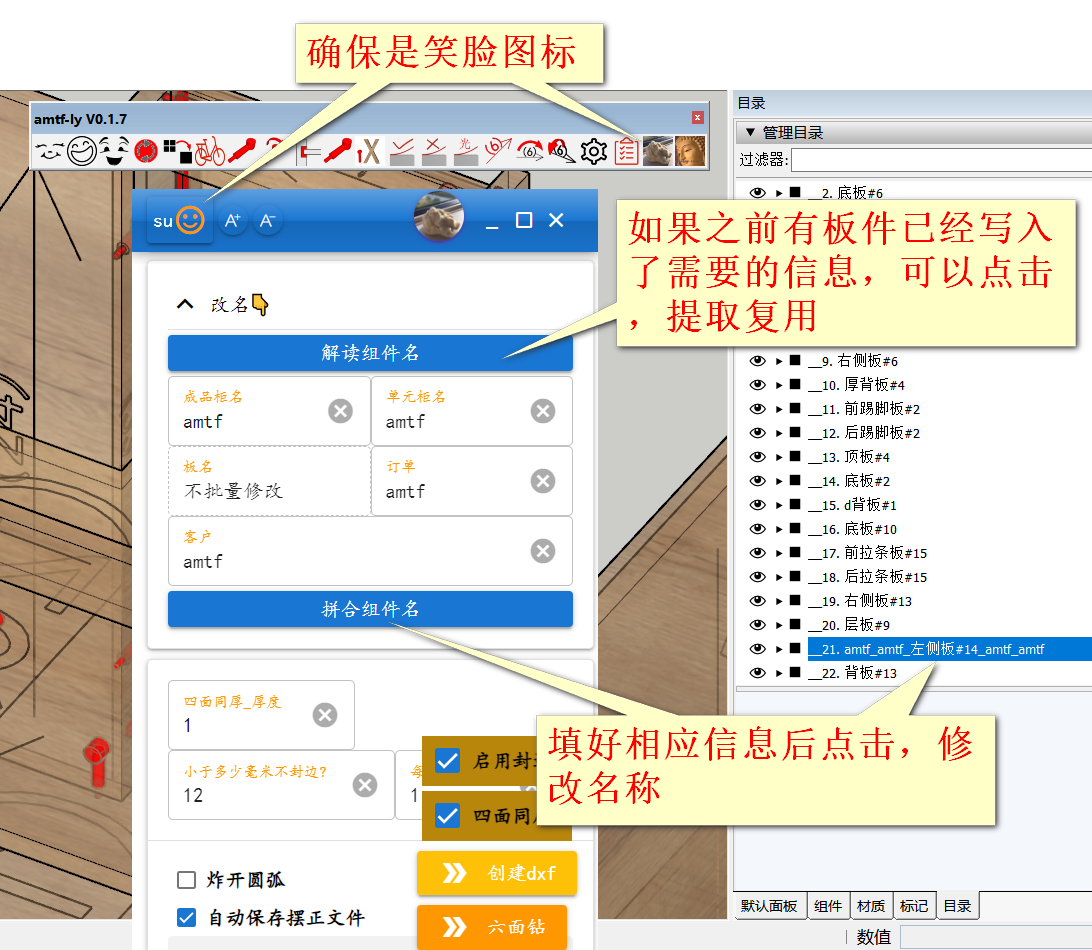 确保是笑脸图标
amtf-ly V0.1.7
目录
管理目录
过滤器:
su
A+
A-
如果之前有板件已经写入
了需要的信息，可以点击
，提取复用
改名
解读组件名
成品柜名
amtf
单元柜名
amtf
板名
不批量修改
订单
amtf
客户
amtf
拼合组件名
__2. 底板#6
__9. 右侧板#6
__10. 厚背板#4
__11. 前踢脚板#2
__12. 后踢脚板#2
__13. 顶板#4
__14. 底板#2
__15. d背板#1
__16. 底板#10
__17. 前拉条板#15
__18. 后拉条板#15
__19. 右侧板#13
__20. 层板#9
__21. amtf_amtf_左侧板#14_amtf_amtf
__22. 背板#13
填好相应信息后点击，修
改名称
四面同厚_厚度
1
小于多少毫米不封边?
12
1
启用封
四面同
炸开圆弧
自动保存摆正文件
创建dxf
六面钻
默认面板
组件
材质
标记
目录
数值